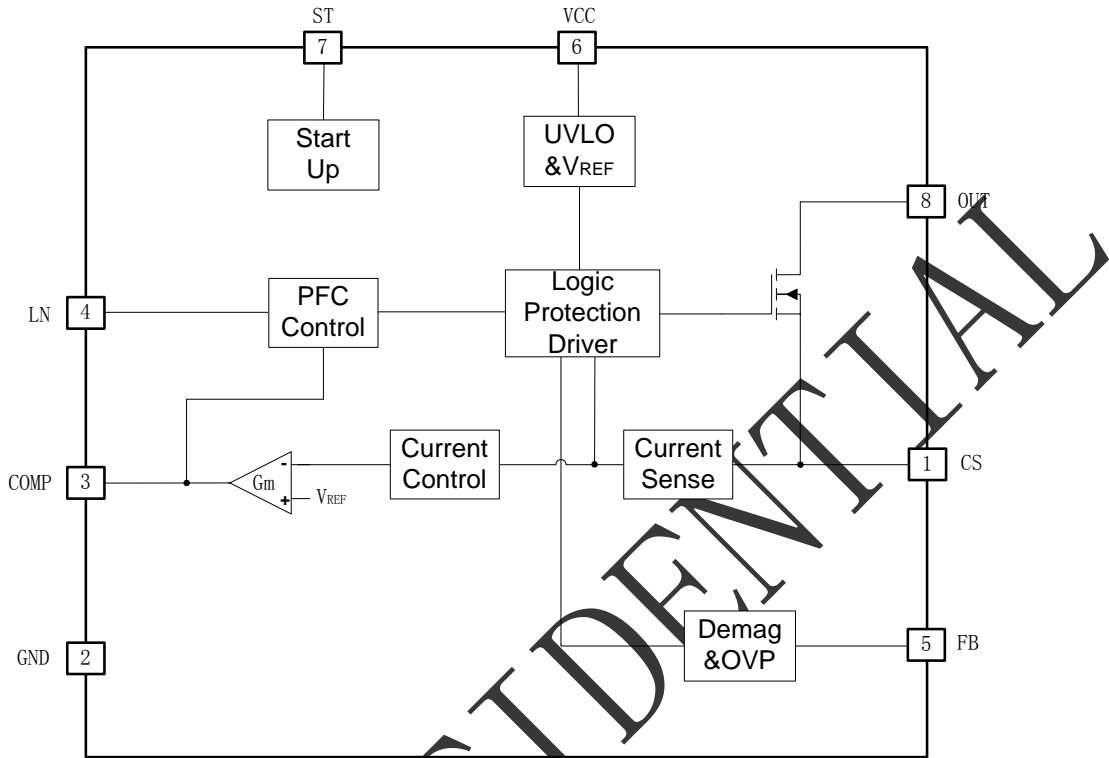 ST
VCC
7
6
Start
Up
UVLO
&VREF
8
OUT
LN
4
PFC
Control
Logic
Protection
Driver
COMP
3
Gm
-
+
VREF
Current
Control
Current
Sense
1
CS
GND
2
Demag
&OVP
5
FB
IDENTIAL